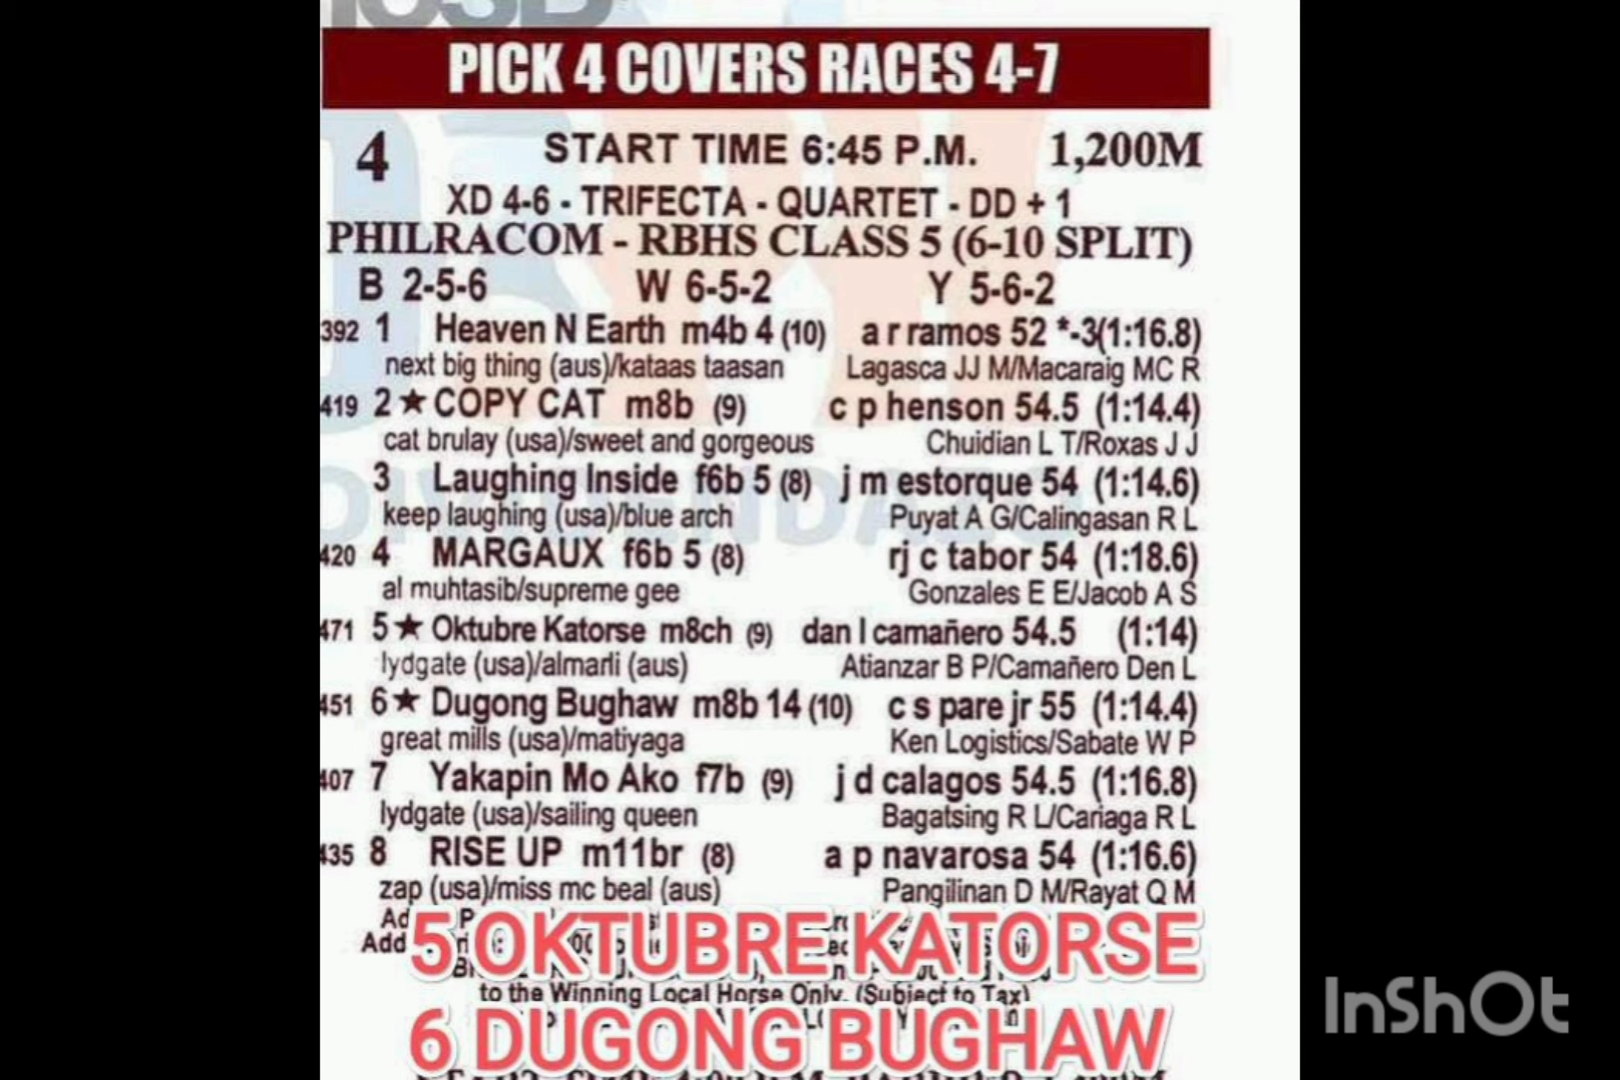 PICK 4 COVERS RACES 4-7
4 START TIME 6:45 P.M. 1,200M
XD 4-6 - TRIFECTA - QUARTET - DD + 1
PHILRACOM - RBHS CLASS 5 (6-10 SPLIT)
B 2-5-6 W 6-5-2 Y 5-6-2
392 1 Heaven N Earth m4b 4 (10) a r ramos 52 *-3(1:16.8)
next big thing (aus)/kataas taasan Lagasca JJ M/Macaraig MC R
419 2★ COPY CAT m8b (9) c p henson 54.5 (1:14.4)
cat brulay (usa)/sweet and gorgeous Chuidian L T/Roxas J J
3 Laughing Inside f6b 5 (8) j m estorque 54 (1:14.6)
keep laughing (usa)/blue arch Puyat A G/Calingasan R L
420 4 MARGAUX f6b 5 (8) rj c tabor 54 (1:18.6)
al muhtasib/supreme gee Gonzales E E/Jacob A S
471 5★ Oktubre Katorse m8ch (9) dan l camañero 54.5 (1:14)
lydgate (usa)/almarli (aus) Atianzar B P/Camañero Den L
451 6★ Dugong Bughaw m8b 14 (10) c s pare jr 55 (1:14.4)
great mills (usa)/matiyaga Ken Logistics/Sabate W P
407 7 Yakapin Mo Ako f7b (9) j d calagos 54.5 (1:16.8)
lydgate (usa)/sailing queen Bagatsing R L/Cariaga R L
435 8 RISE UP m11br (8) a p navarosa 54 (1:16.6)
zap (usa)/miss mc beal (aus) Pangilinan D M/Rayat Q M
5 OKTUBRE KATORSE
to the Winning Local Horse Only. (Subject to Tax)
6 DUGONG BUGHAW
InShOt